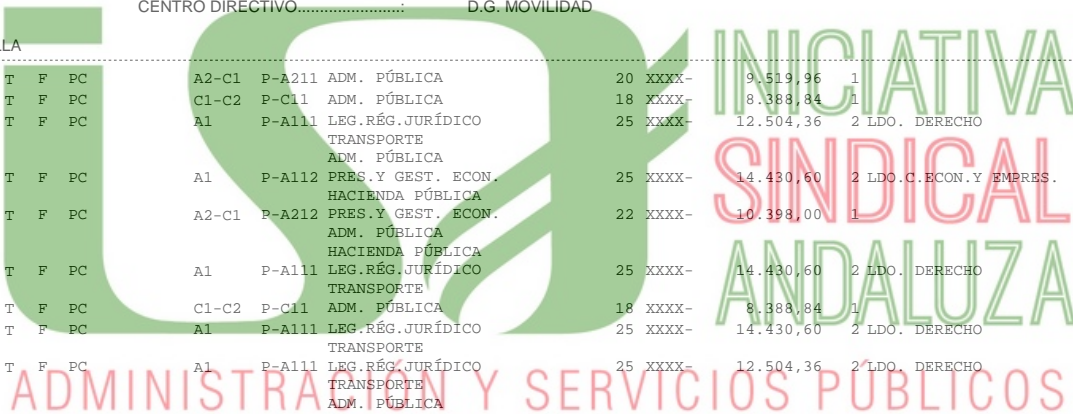 CENTRO DIRECTIVO.......................: D.G. MOVILIDAD
LA
T F PC A2-C1 P-A211 ADM. PÚBLICA 20 XXXX- 9.519,96 1
T F PC C1-C2 P-C11 ADM. PÚBLICA 18 XXXX- 8.388,84 1
T F PC A1 P-A111 LEG.RÉG.JURÍDICO 25 XXXX- 12.504,36 2 LDO. DERECHO
TRANSPORTE
ADM. PÚBLICA
T F PC A1 P-A112 PRES.Y GEST. ECON. 25 XXXX- 14.430,60 2 LDO.C.ECON.Y EMPRES.
HACIENDA PÚBLICA
T F PC A2-C1 P-A212 PRES.Y GEST. ECON. 22 XXXX- 10.398,00 1
ADM. PÚBLICA
HACIENDA PÚBLICA
T F PC A1 P-A111 LEG.RÉG.JURÍDICO 25 XXXX- 14.430,60 2 LDO. DERECHO
TRANSPORTE
T F PC C1-C2 P-C11 ADM. PÚBLICA 18 XXXX- 8.388,84 1
T F PC A1 P-A111 LEG.RÉG.JURÍDICO 25 XXXX- 14.430,60 2 LDO. DERECHO
TRANSPORTE
T F PC A1 P-A111 LEG.RÉG.JURÍDICO 25 XXXX- 12.504,36 2 LDO. DERECHO
TRANSPORTE
ADM. PÚBLICA
isa
INICIATIVA
SINDICAL
ANDALUZA
ADMINISTRACIÓN Y SERVICIOS PÚBLICOS